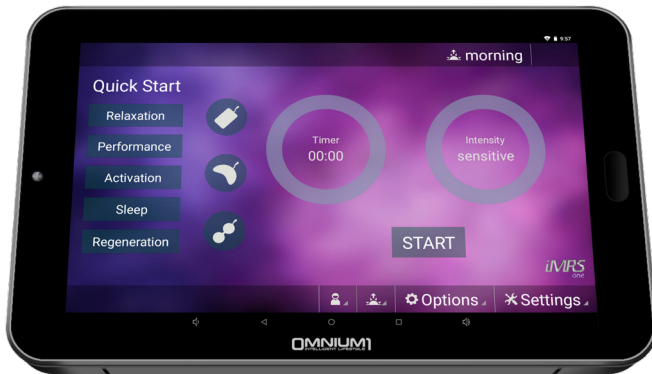 9:57
morning
Quick Start
Relaxation
Performance
Activation
Sleep
Regeneration
Timer
00:00
Intensity
sensitive
START
iMRS
one
Options
Settings
OMNIUM1
INTELLIGENT LIFESTYLE